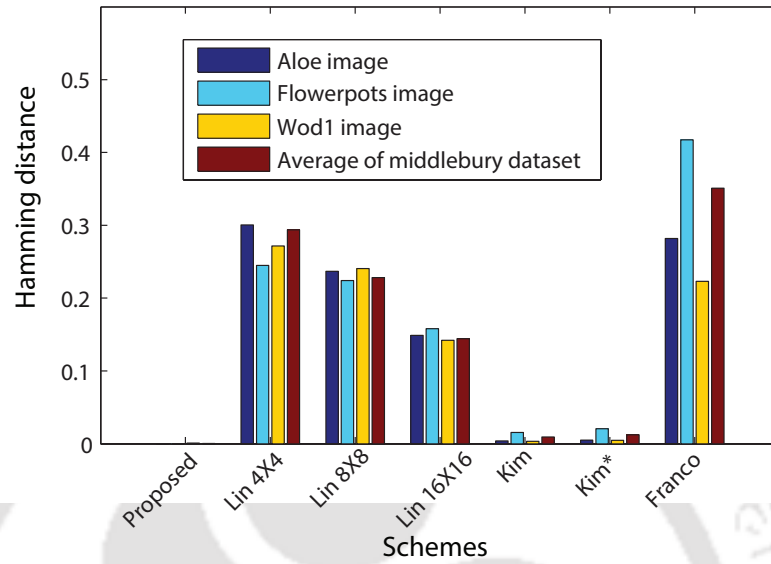 Hamming distance
0.5
0.4
0.3
0.2
0.1
0
Aloe image
Flowerpots image
Wod1 image
Average of middlebury dataset
Proposed
Lin 4X4
Lin 8X8
Lin 16X16
Kim
Kim*
Franco
Schemes